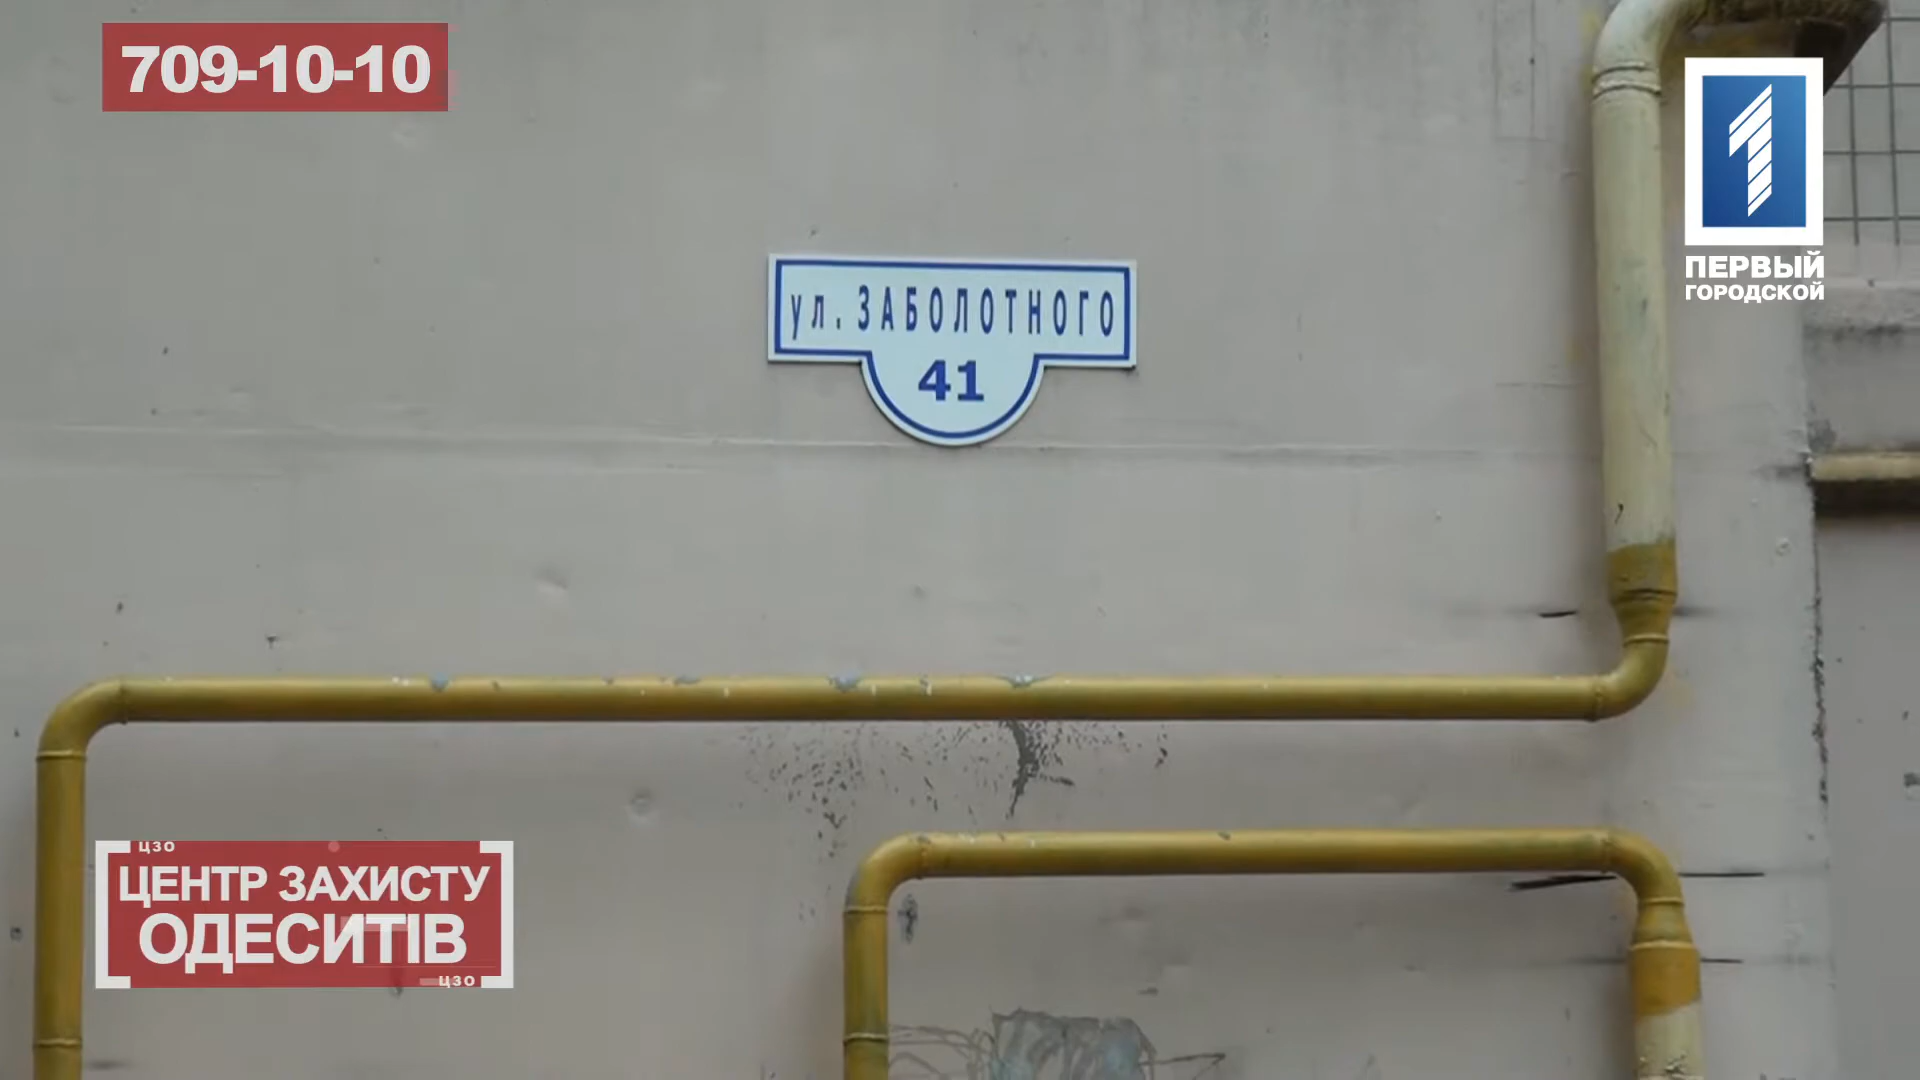 709-10-10
ПЕРВЫЙ
ГОРОДСКОЙ
ул. ЗАБОЛОТНОГО
41
ЦЗО
ЦЕНТР ЗАХИСТУ
ОДЕСИТІВ
ЦЗО